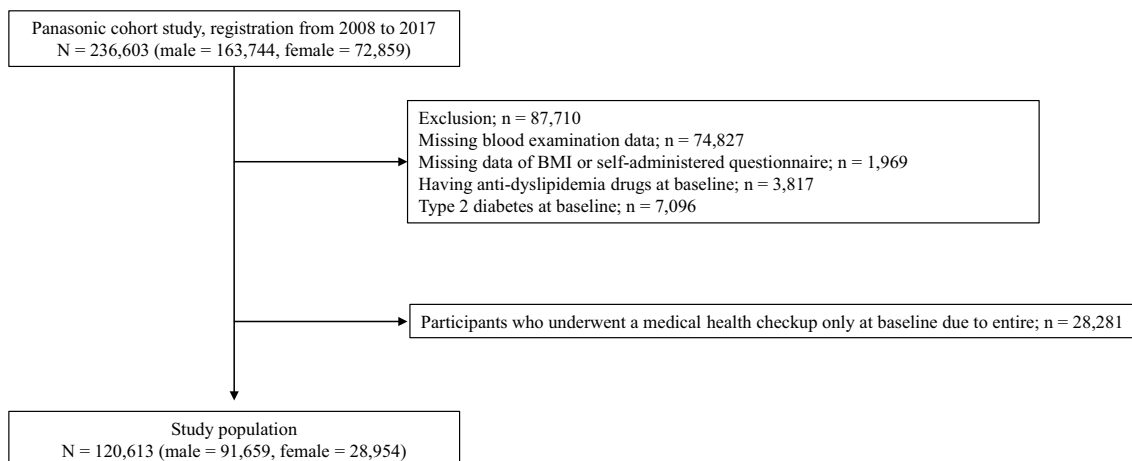 Panasonic cohort study, registration from 2008 to 2017
N = 236,603 (male = 163,744, female = 72,859)
Exclusion; n = 87,710
Missing blood examination data; n = 74,827
Missing data of BMI or self-administered questionnaire; n = 1,969
Having anti-dyslipidemia drugs at baseline; n = 3,817
Type 2 diabetes at baseline; n = 7,096
Participants who underwent a medical health checkup only at baseline due to entire; n = 28,281
Study population
N = 120,613 (male = 91,659, female = 28,954)